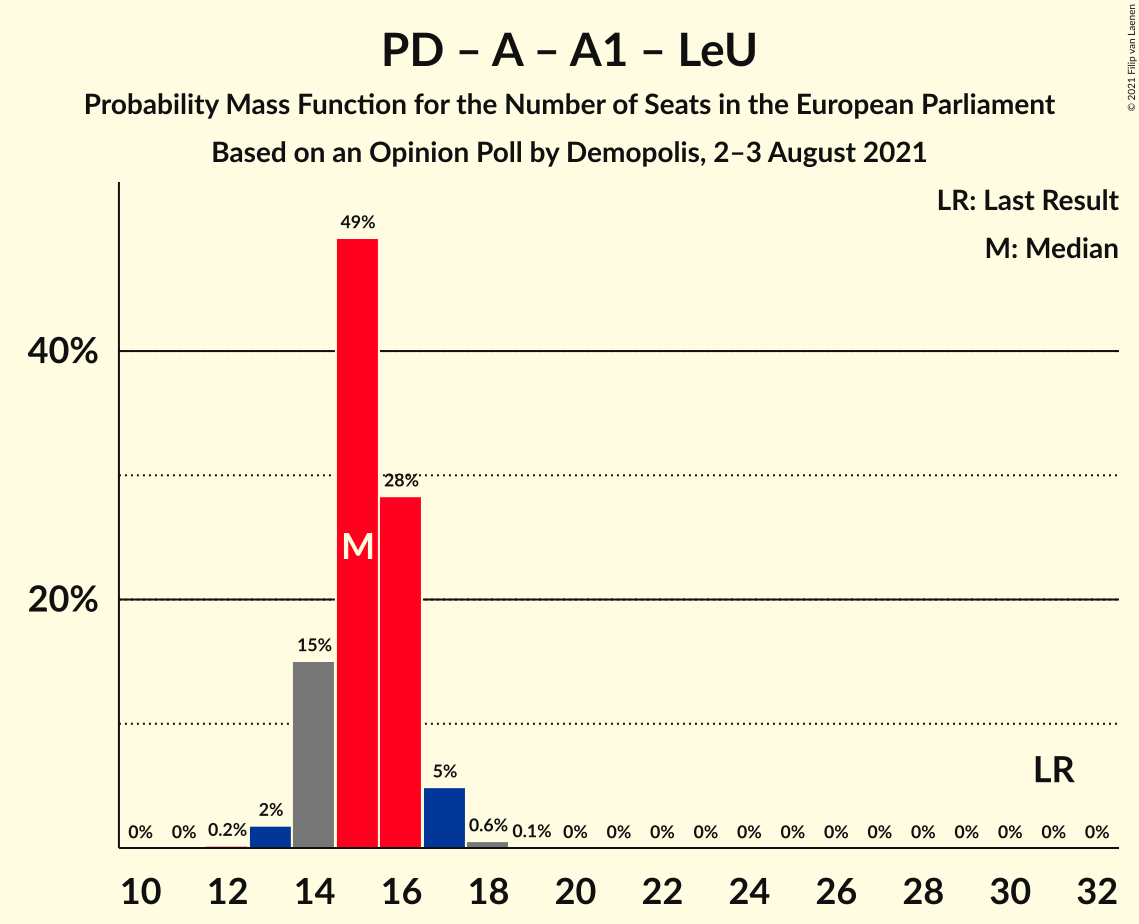 PD – A – A1 – LeU
Probability Mass Function for the Number of Seats in the European Parliament
Based on an Opinion Poll by Demopolis, 2–3 August 2021
© 2021 Filip van Laenen
LR: Last Result
M: Median
40%
20%
0% 0% 0.2% 2% 15% 49% 28% 5% 0.6% 0.1% 0% 0% 0% 0% 0% 0% 0% 0% 0% 0% 0% 0% 0%
M
LR
10 12 14 16 18 20 22 24 26 28 30 32